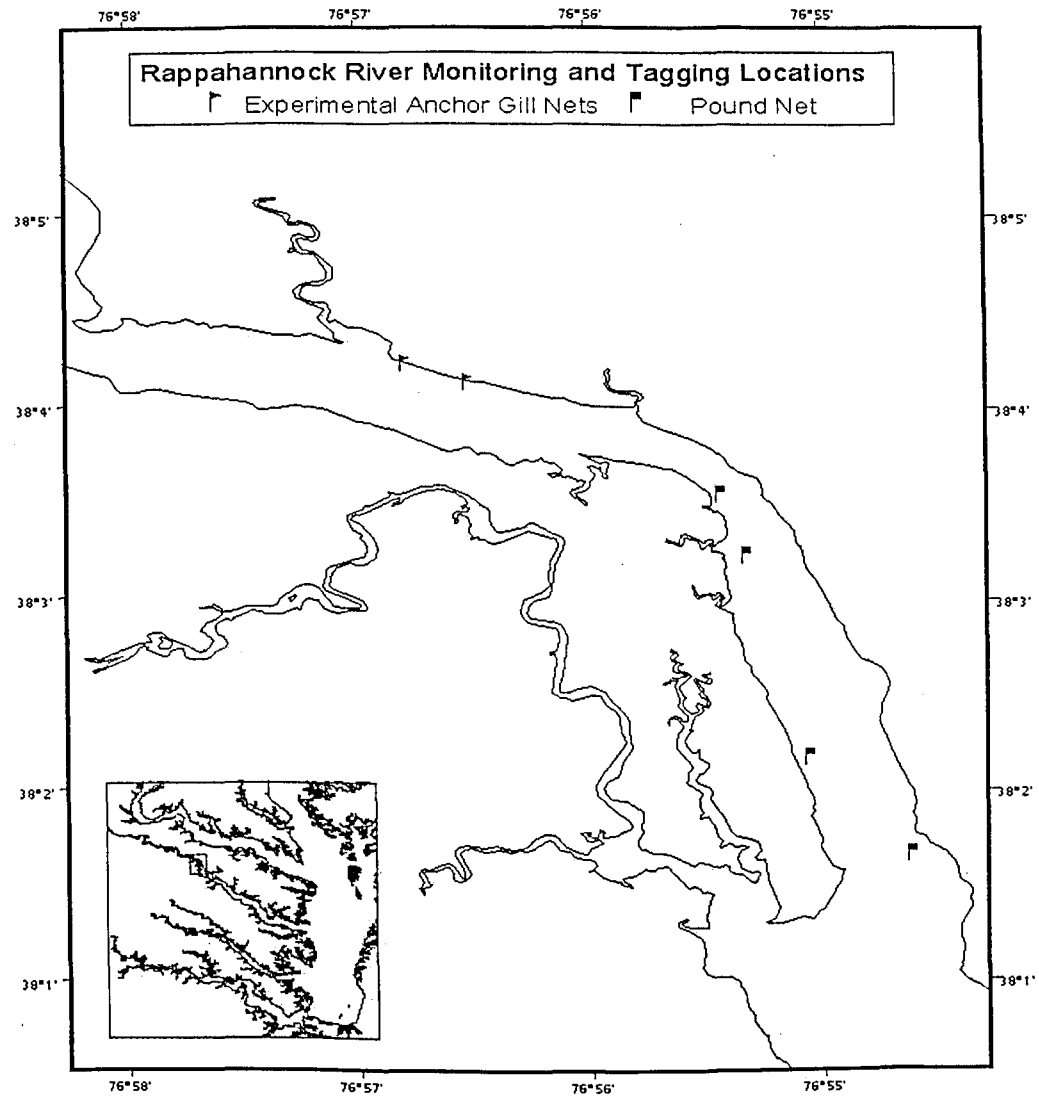 76°58' 76°57' 76°56' 76°55'
Rappahannock River Monitoring and Tagging Locations
Experimental Anchor Gill Nets Pound Net
38°5' 38°5'
38°4' 38°4'
38°3' 38°3'
38°2' 38°2'
38°1' 38°1'
76°58' 76°57' 76°56' 76°55'